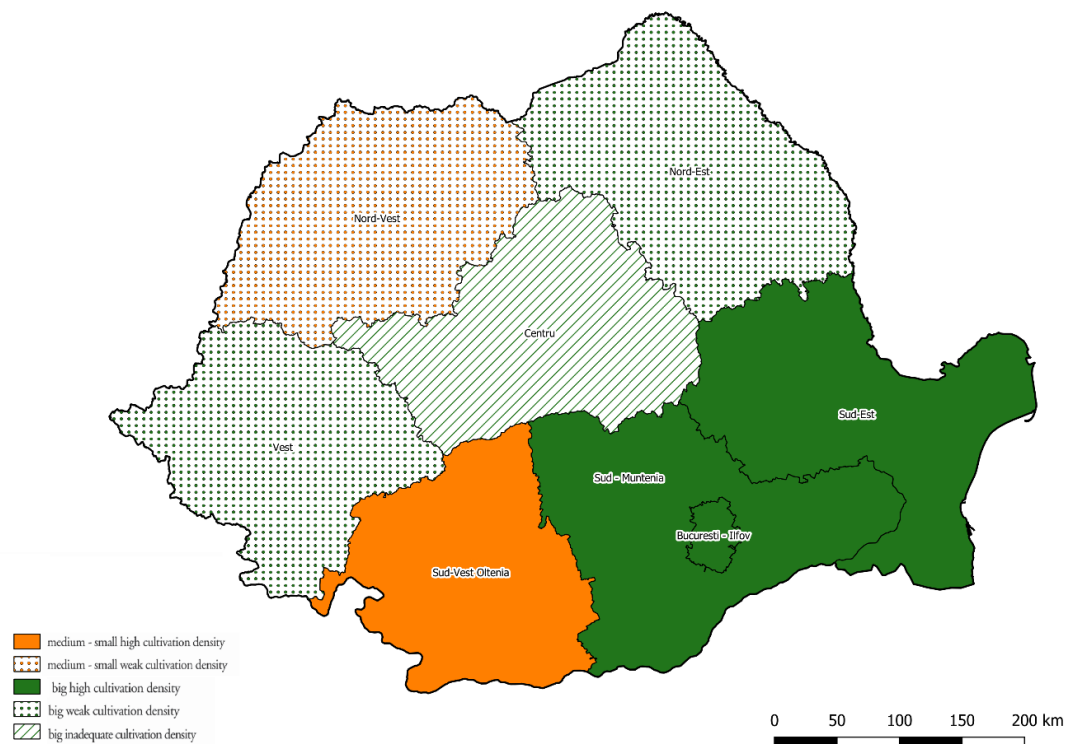 Nord-Est
Nord-Vest
Centru
Sud-Est
Vest
Sud - Muntenia
Bucuresti - Ilfov
Sud-Vest Oltenia
medium - small high cultivation density
medium - small weak cultivation density
big high cultivation density
big weak cultivation density
big inadequate cultivation density
0 50 100 150 200 km